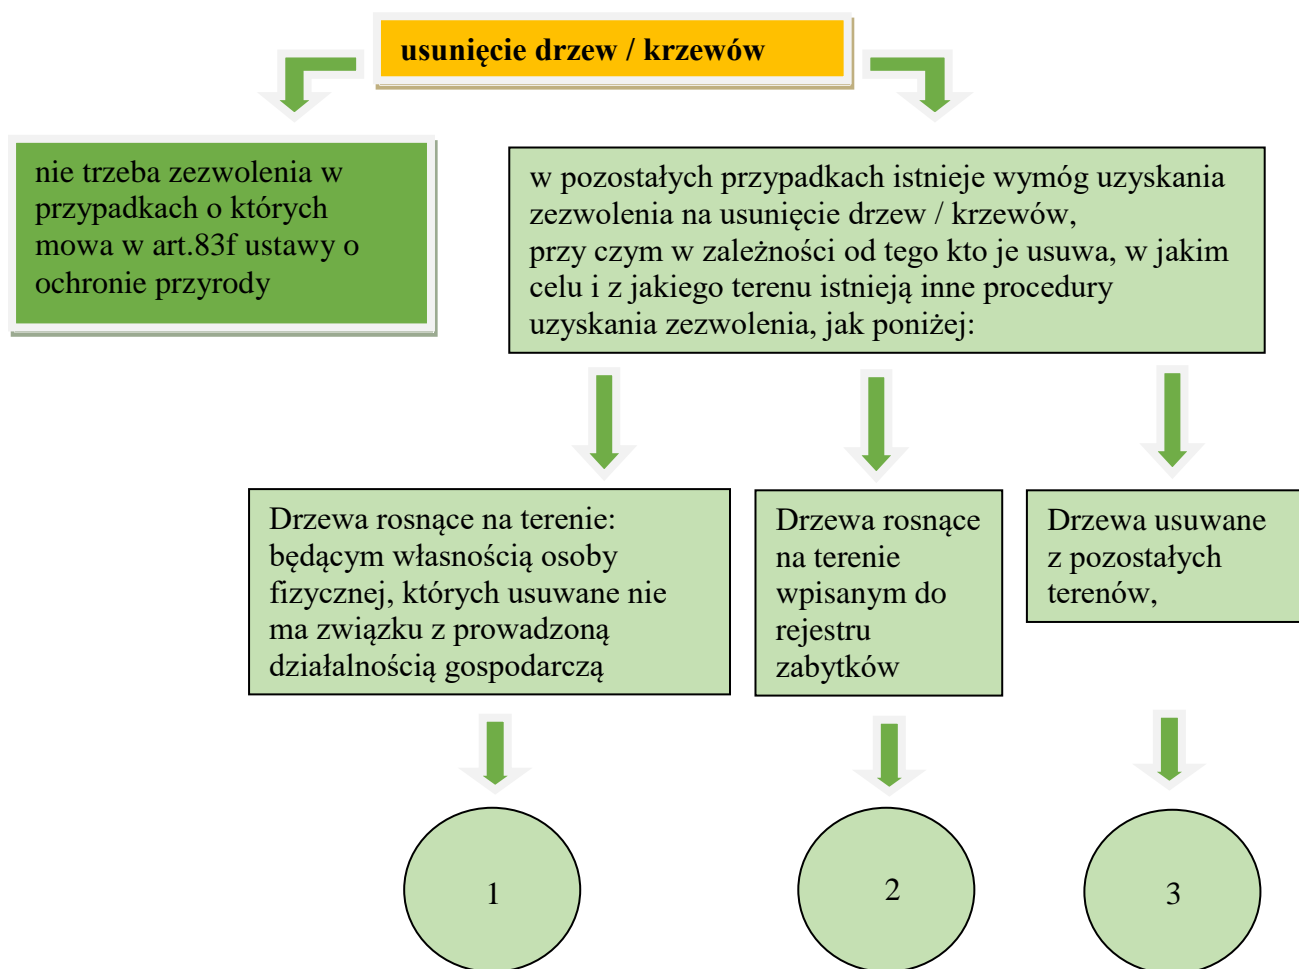 usunięcie drzew / krzewów
nie trzeba zezwolenia w
przypadkach o których
mowa w art.83f ustawy o
ochronie przyrody
w pozostałych przypadkach istnieje wymóg uzyskania
zezwolenia na usunięcie drzew / krzewów,
przy czym w zależności od tego kto je usuwa, w jakim
celu i z jakiego terenu istnieją inne procedury
uzyskania zezwolenia, jak poniżej:
Drzewa rosnące na terenie:
będącym własnością osoby
fizycznej, których usuwane nie
ma związku z prowadzoną
działalnością gospodarczą
Drzewa rosnące
na terenie
wpisanym do
rejestru
zabytków
Drzewa usuwane
z pozostałych
terenów,
1
2
3